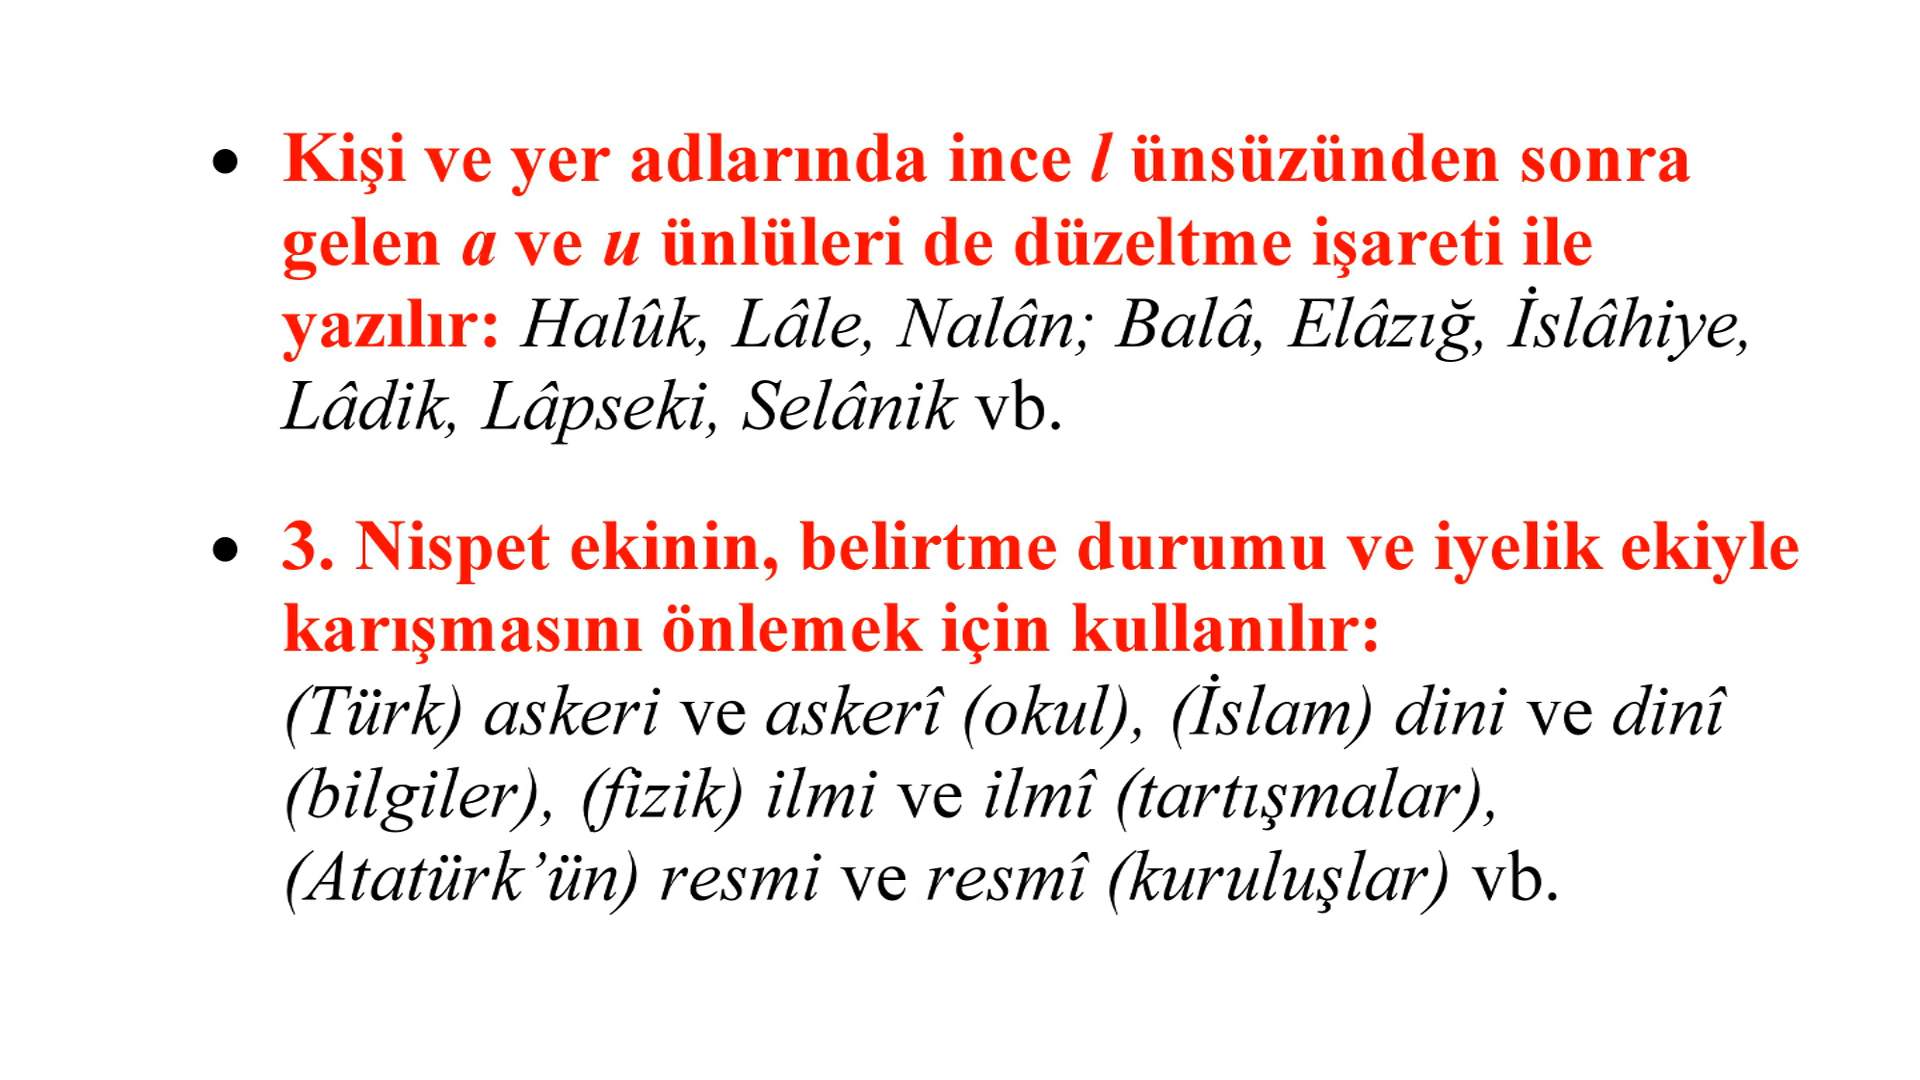 • Kişi ve yer adlarında ince l ünsüzünden sonra
gelen a ve u ünlüleri de düzeltme işareti ile
yazılır: Halûk, Lâle, Nalân; Balâ, Elâzığ, İslâhiye,
Lâdik, Lâpseki, Selânik vb.
• 3. Nispet ekinin, belirtme durumu ve iyelik ekiyle
karışmasını önlemek için kullanılır:
(Türk) askeri ve askerî (okul), (İslam) dini ve dinî
(bilgiler), (fizik) ilmi ve ilmî (tartışmalar),
(Atatürk’ün) resmi ve resmî (kuruluşlar) vb.